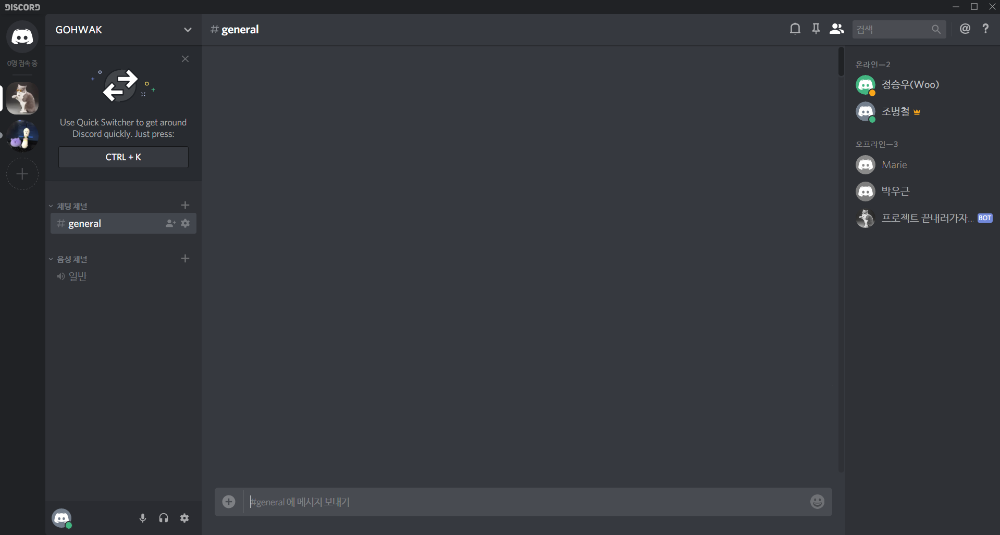 DISCORD
GOHWAK
# general
검색
@
?
0명 접속 중
Use Quick Switcher to get around
Discord quickly. Just press:
CTRL + K
채팅 채널
# general
음성 채널
일반
#general 에 메시지 보내기
온라인—2
정승우(Woo)
조병철
오프라인—3
Marie
박우근
프로젝트 끝내러가자... BOT